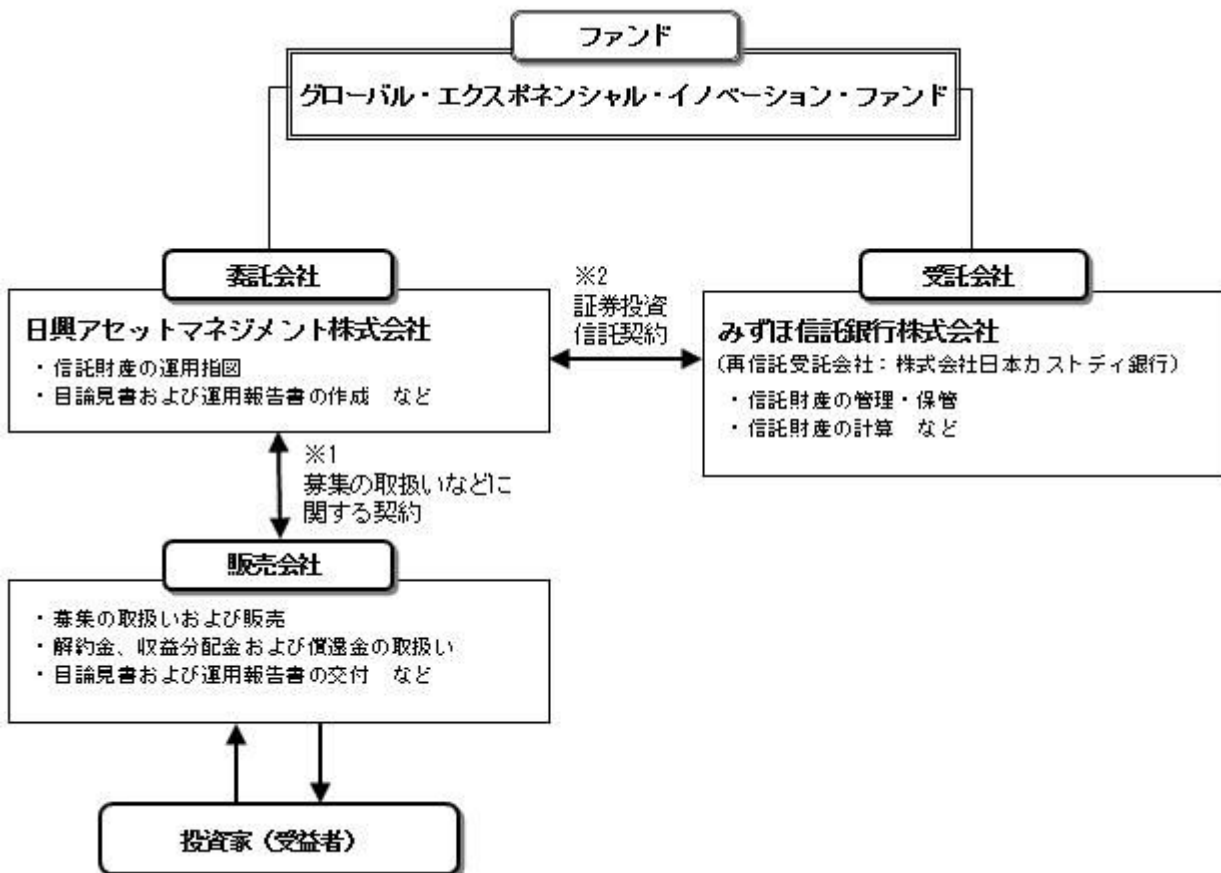 ファンド
グローバル・エクスポネンシャル・イノベーション・ファンド
委託会社
日興アセットマネジメント株式会社
・信託財産の運用指図
・目論見書および運用報告書の作成　など
※2
証券投資
信託契約
受託会社
みずほ信託銀行株式会社
（再信託受託会社：株式会社日本カストディ銀行）
・信託財産の管理・保管
・信託財産の計算　など
※1
募集の取扱いなどに
関する契約
販売会社
・募集の取扱いおよび販売
・解約金、収益分配金および償還金の取扱い
・目論見書および運用報告書の交付　など
投資家（受益者）